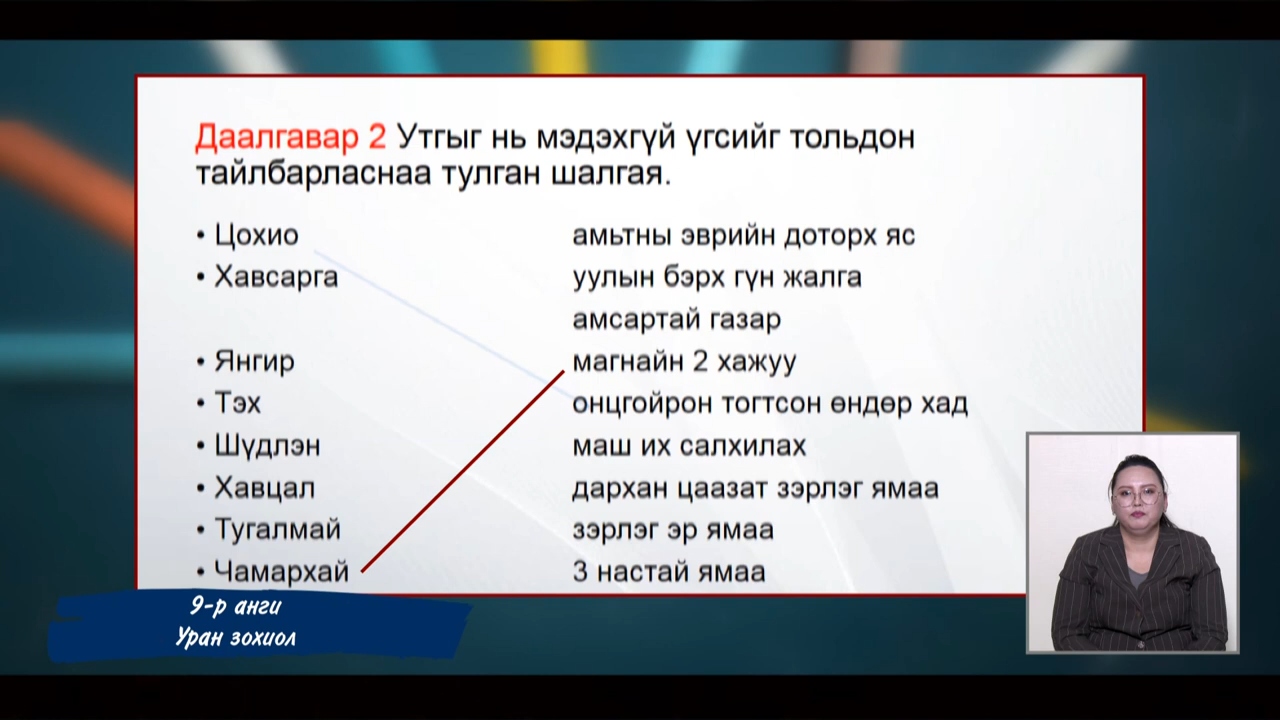 Даалгавар 2 Утгыг нь мэдэхгүй үгсийг тольдон
тайлбарласнаа тулган шалгая.
• Цохио амьтны эврийн доторх яс
• Хавсарга уулын бэрх гүн жалга
амсартай газар
• Янгир магнайн 2 хажуу
• Тэх онцгойрон тогтсон өндөр хад
• Шүдлэн маш их салхилах
• Хавцал дархан цаазат зэрлэг ямаа
• Тугалмай зэрлэг эр ямаа
• Чамархай 3 настай ямаа
9-р анги
Уран зохиол